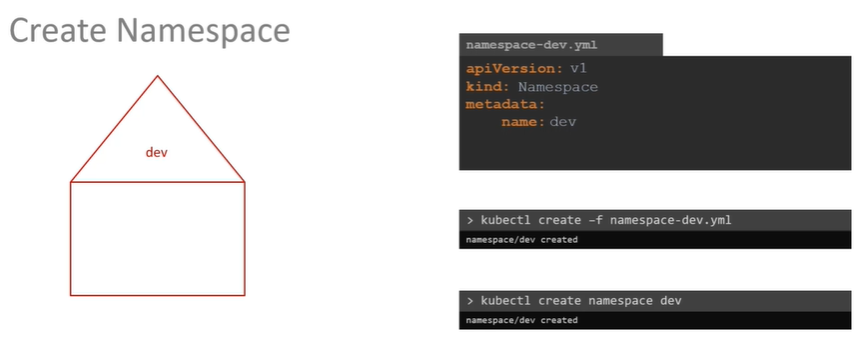 Create Namespace
dev
namespace-dev.yml
apiVersion: v1
kind: Namespace
metadata:
    name: dev
> kubectl create –f namespace-dev.yml
namespace/dev created
> kubectl create namespace dev
namespace/dev created